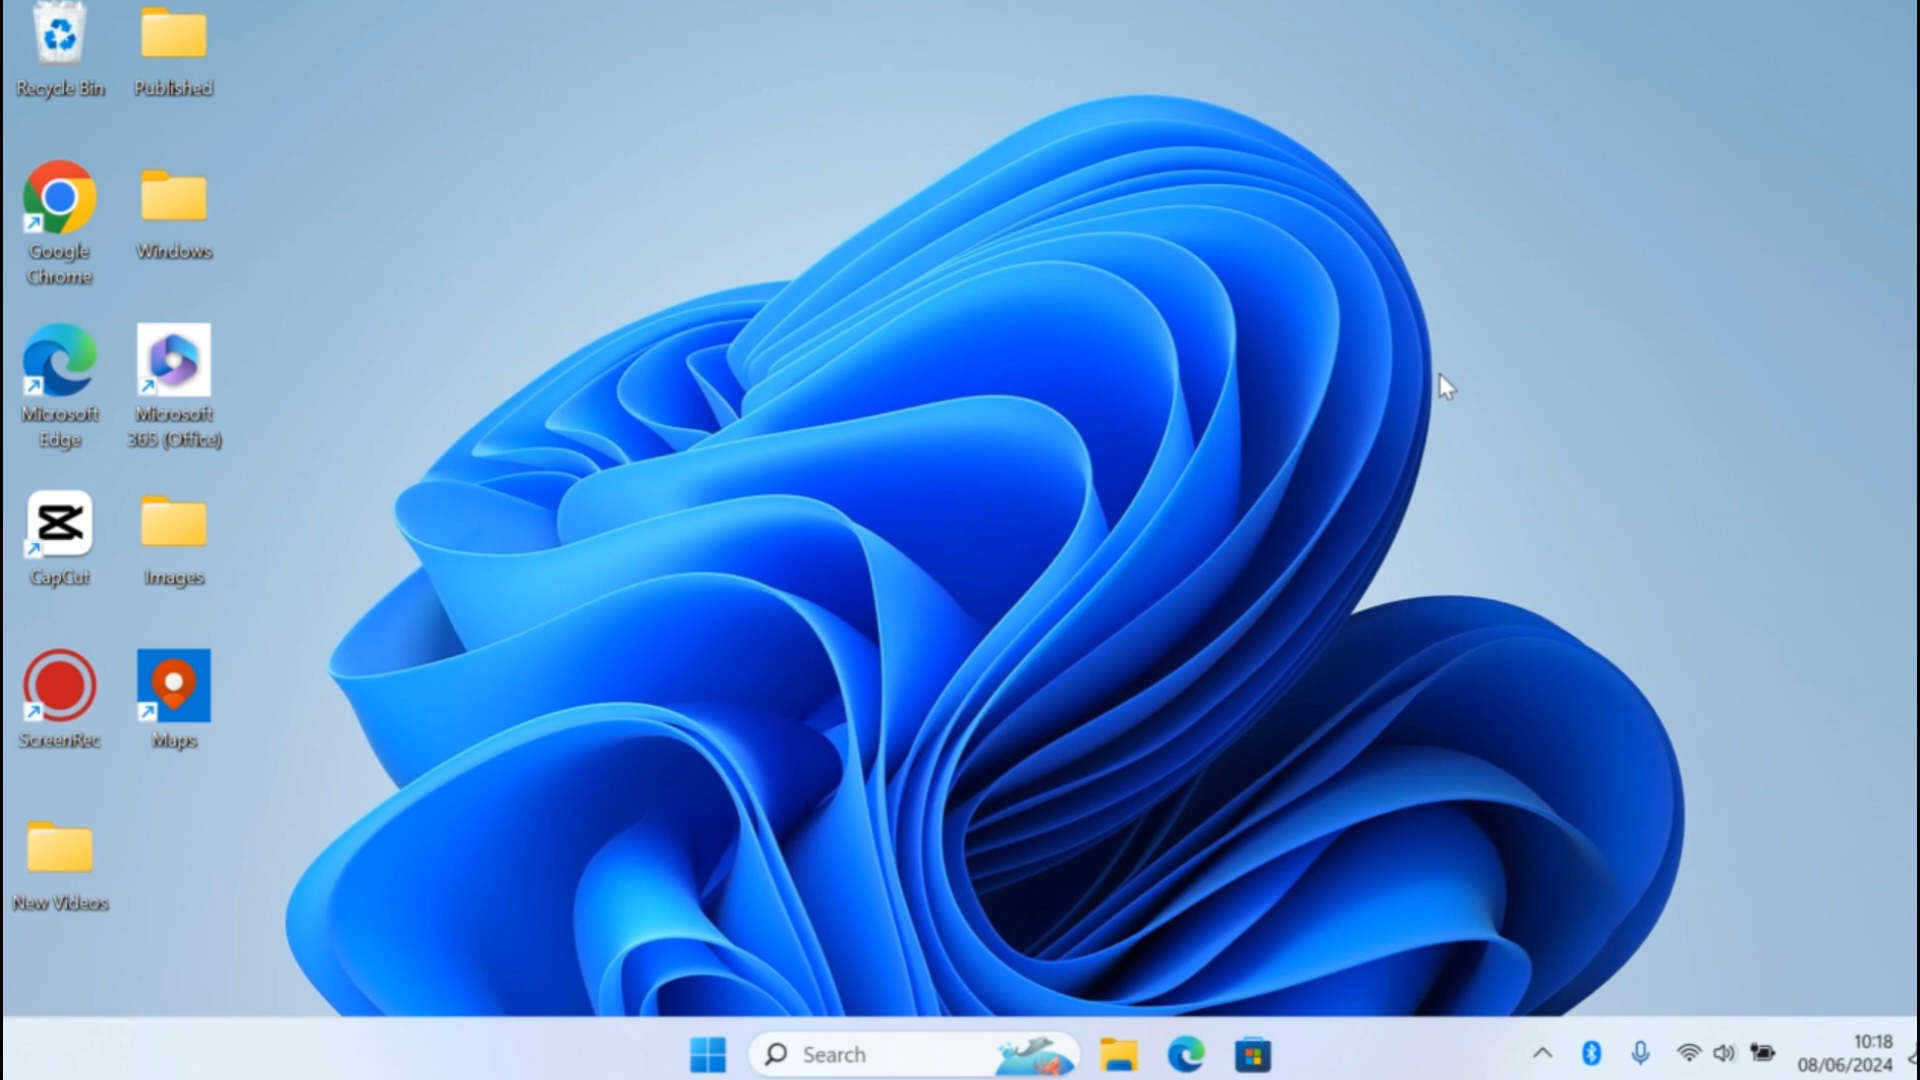 Recycle Bin
Published
Google
Chrome
Windows
Microsoft
Edge
Microsoft
365 (Office)
CapCut
Images
ScreenRec
Maps
New Videos
Search
10:18
08/06/2024